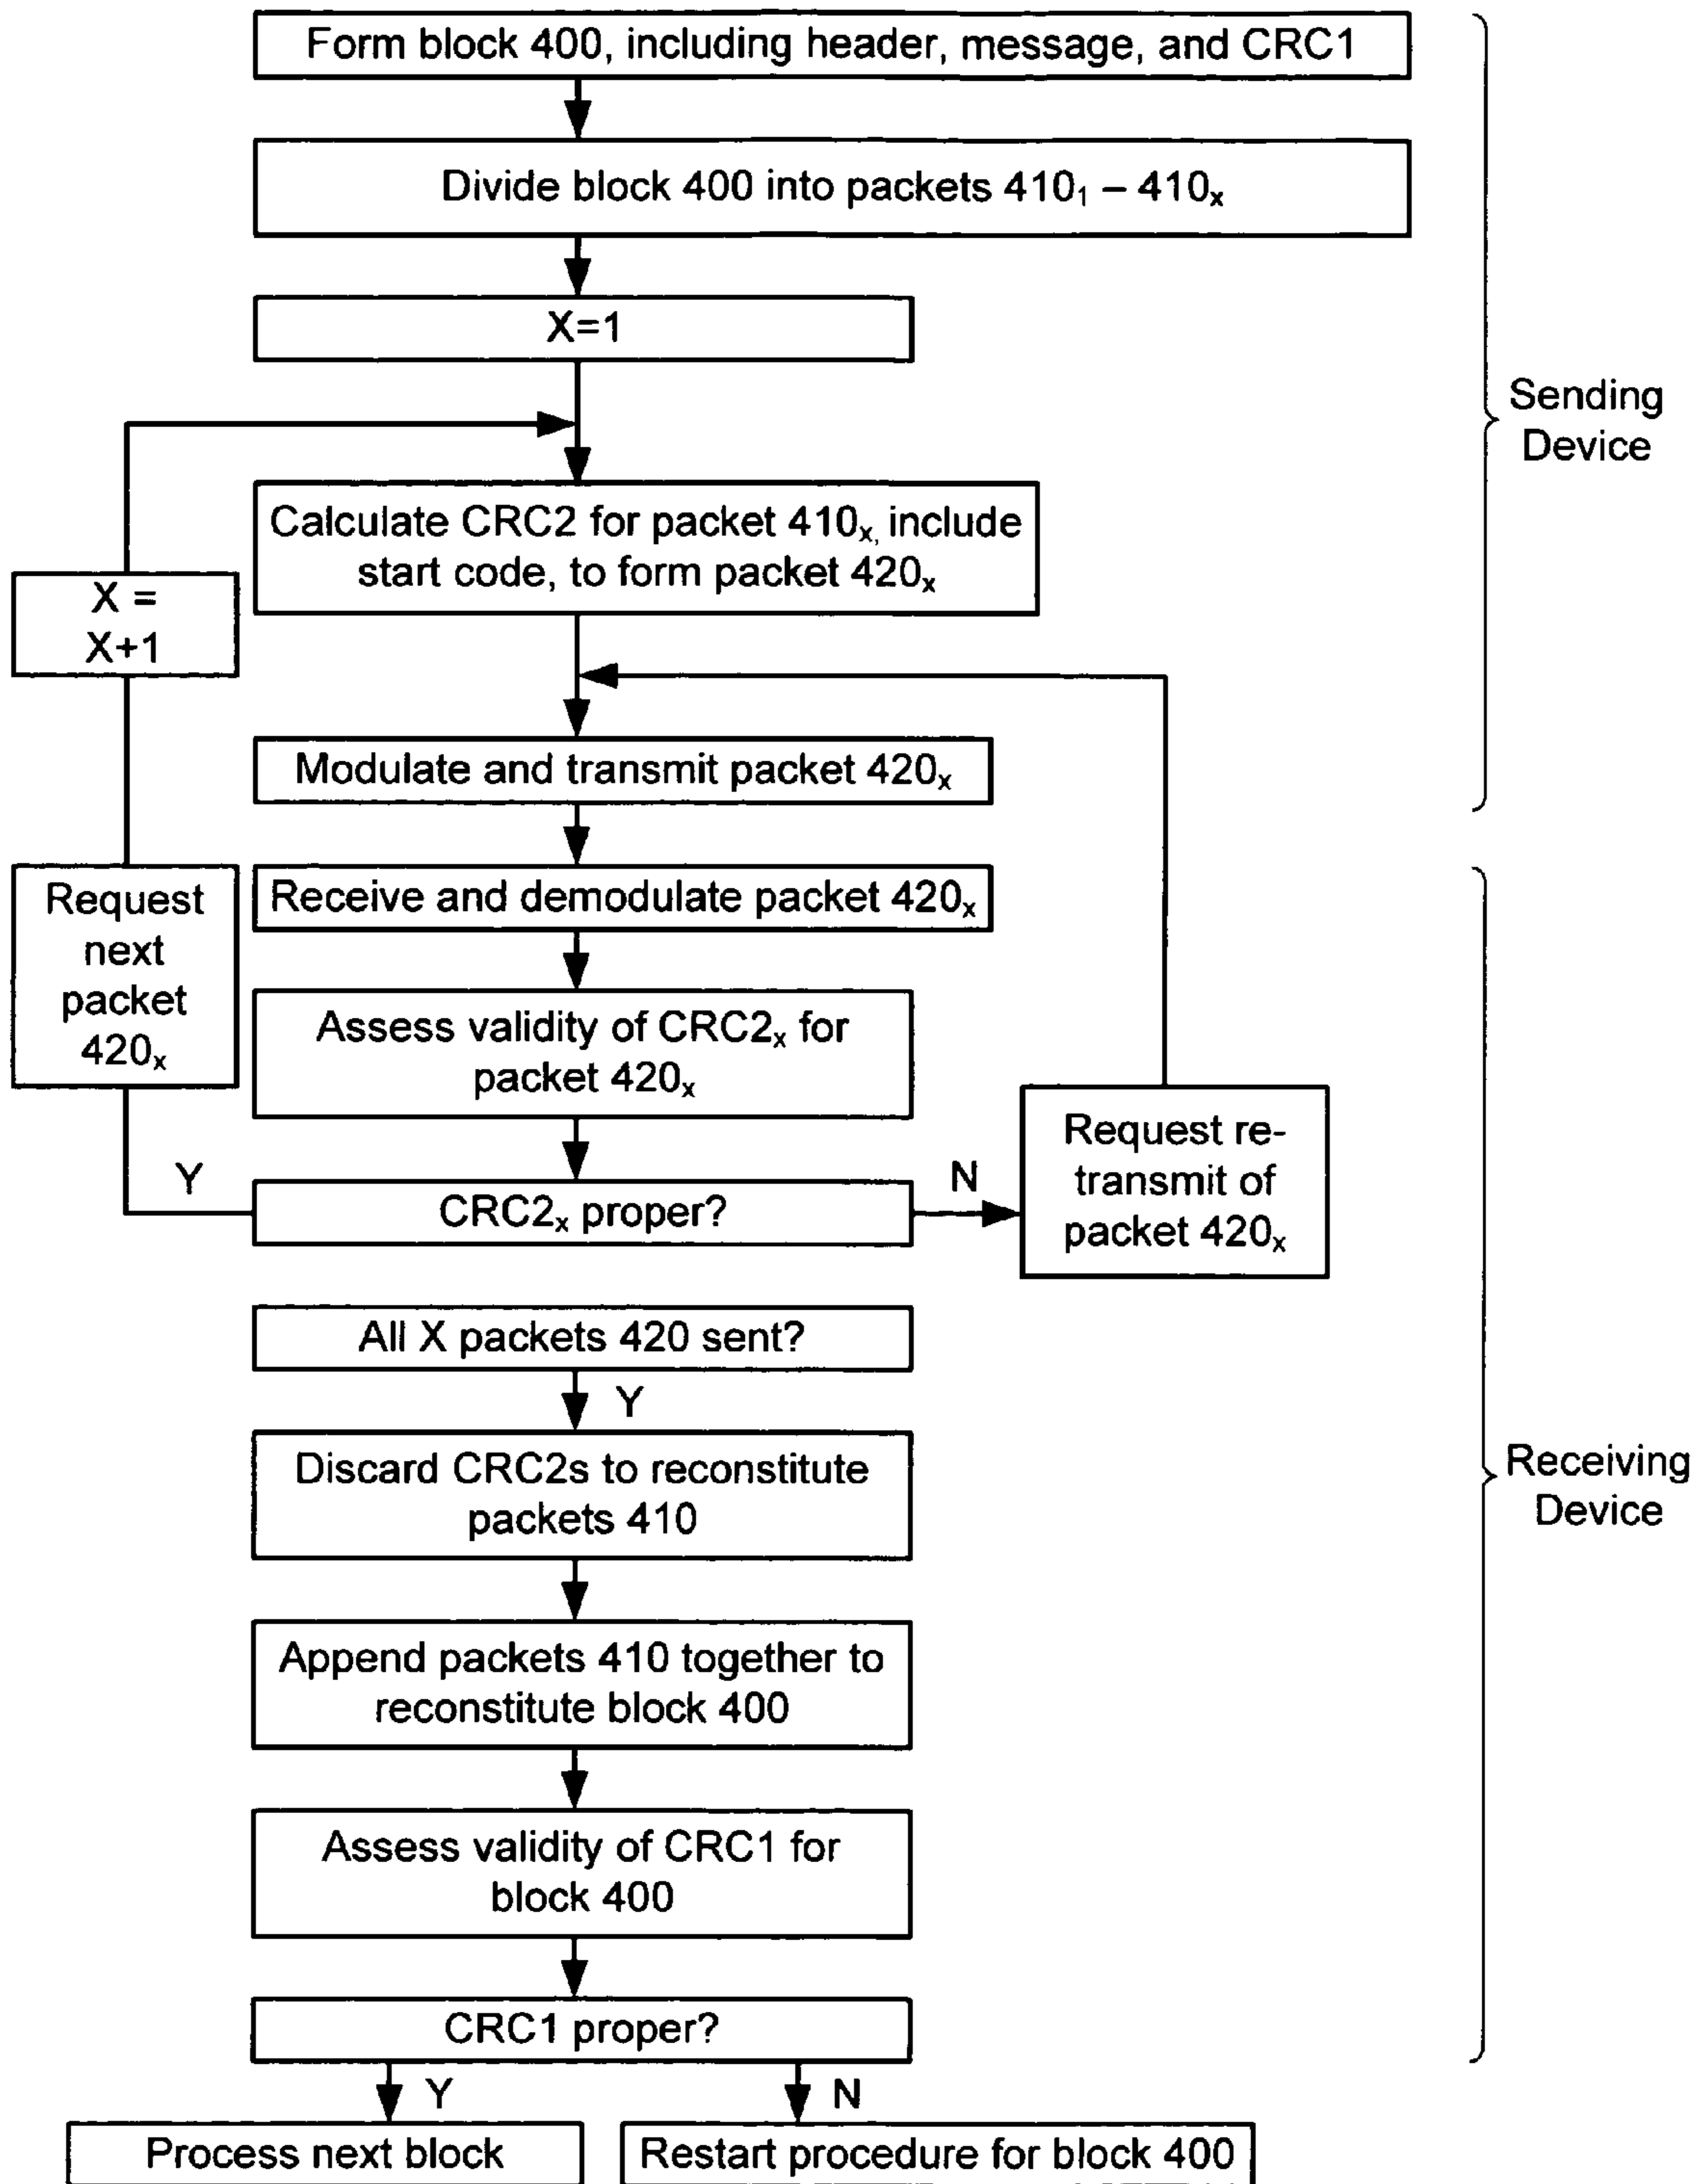 Form block 400, including header, message, and CRC1
Divide block 400 into packets 410₁ – 410ₓ
X=1
Sending
Device
Calculate CRC2 for packet 410ₓ, include
start code, to form packet 420ₓ
X =
X+1
Modulate and transmit packet 420ₓ
Request
next
packet
420ₓ
Receive and demodulate packet 420ₓ
Assess validity of CRC2ₓ for
packet 420ₓ
Request re-
transmit of
packet 420ₓ
Y
N
CRC2ₓ proper?
All X packets 420 sent?
Y
Discard CRC2s to reconstitute
packets 410
Receiving
Device
Append packets 410 together to
reconstitute block 400
Assess validity of CRC1 for
block 400
CRC1 proper?
Y
N
Process next block
Restart procedure for block 400